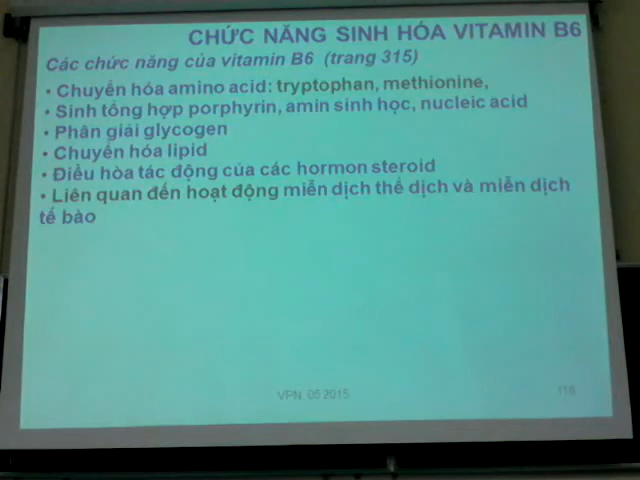 CHỨC NĂNG SINH HÓA VITAMIN B6
Các chức năng của vitamin B6 (trang 315)
• Chuyển hóa amino acid: tryptophan, methionine,
• Sinh tổng hợp porphyrin, amin sinh học, nucleic acid
• Phân giải glycogen
• Chuyển hóa lipid
• Điều hòa tác động của các hormon steroid
• Liên quan đến hoạt động miễn dịch thể dịch và miễn dịch
tế bào
VPN. 05 2015